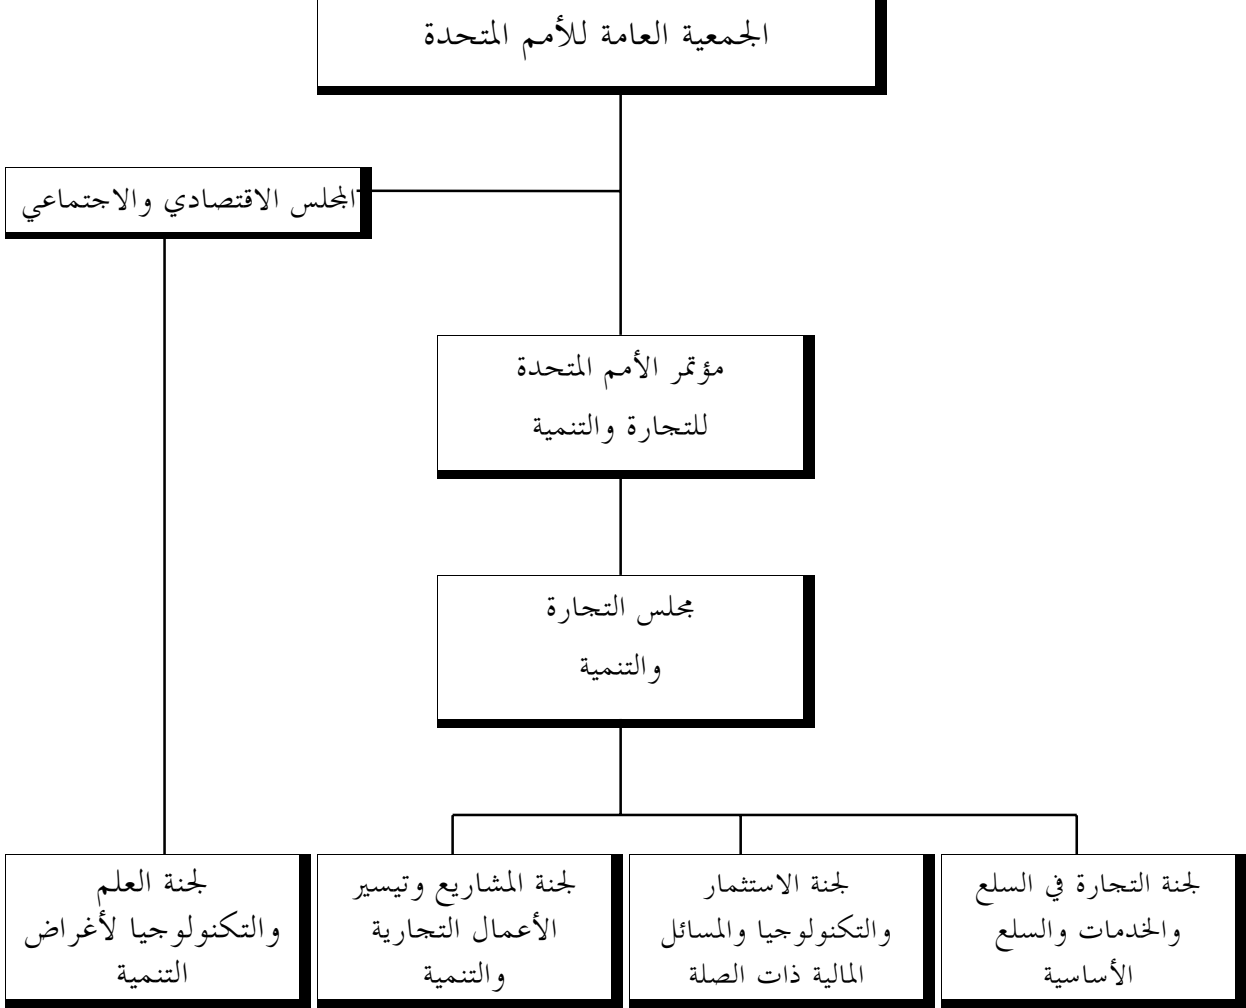 الجمعية العامة للأمم المتحدة
المجلس الاقتصادي والاجتماعي
مؤتمر الأمم المتحدة
للتجارة والتنمية
مجلس التجارة
والتنمية
لجنة التجارة في السلع
والخدمات والسلع
الأساسية
لجنة الاستثمار
والتكنولوجيا والمسائل
المالية ذات الصلة
لجنة المشاريع وتيسير
الأعمال التجارية
والتنمية
لجنة العلم
والتكنولوجيا لأغراض
التنمية